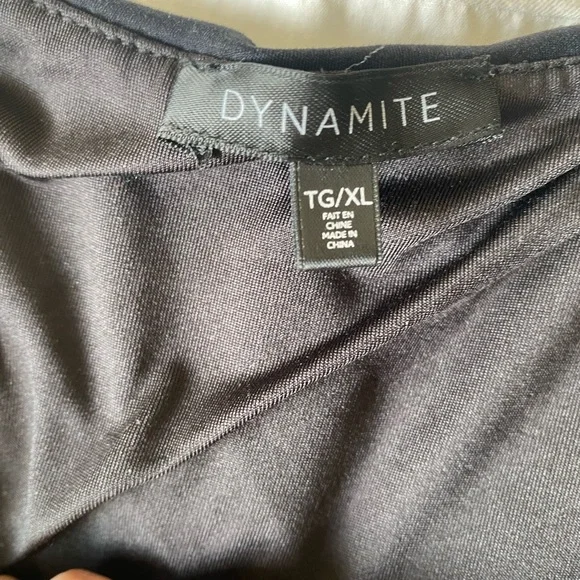 DYNAMITE
TG/XL
FAIT EN
CHINE
MADE IN
CHINA